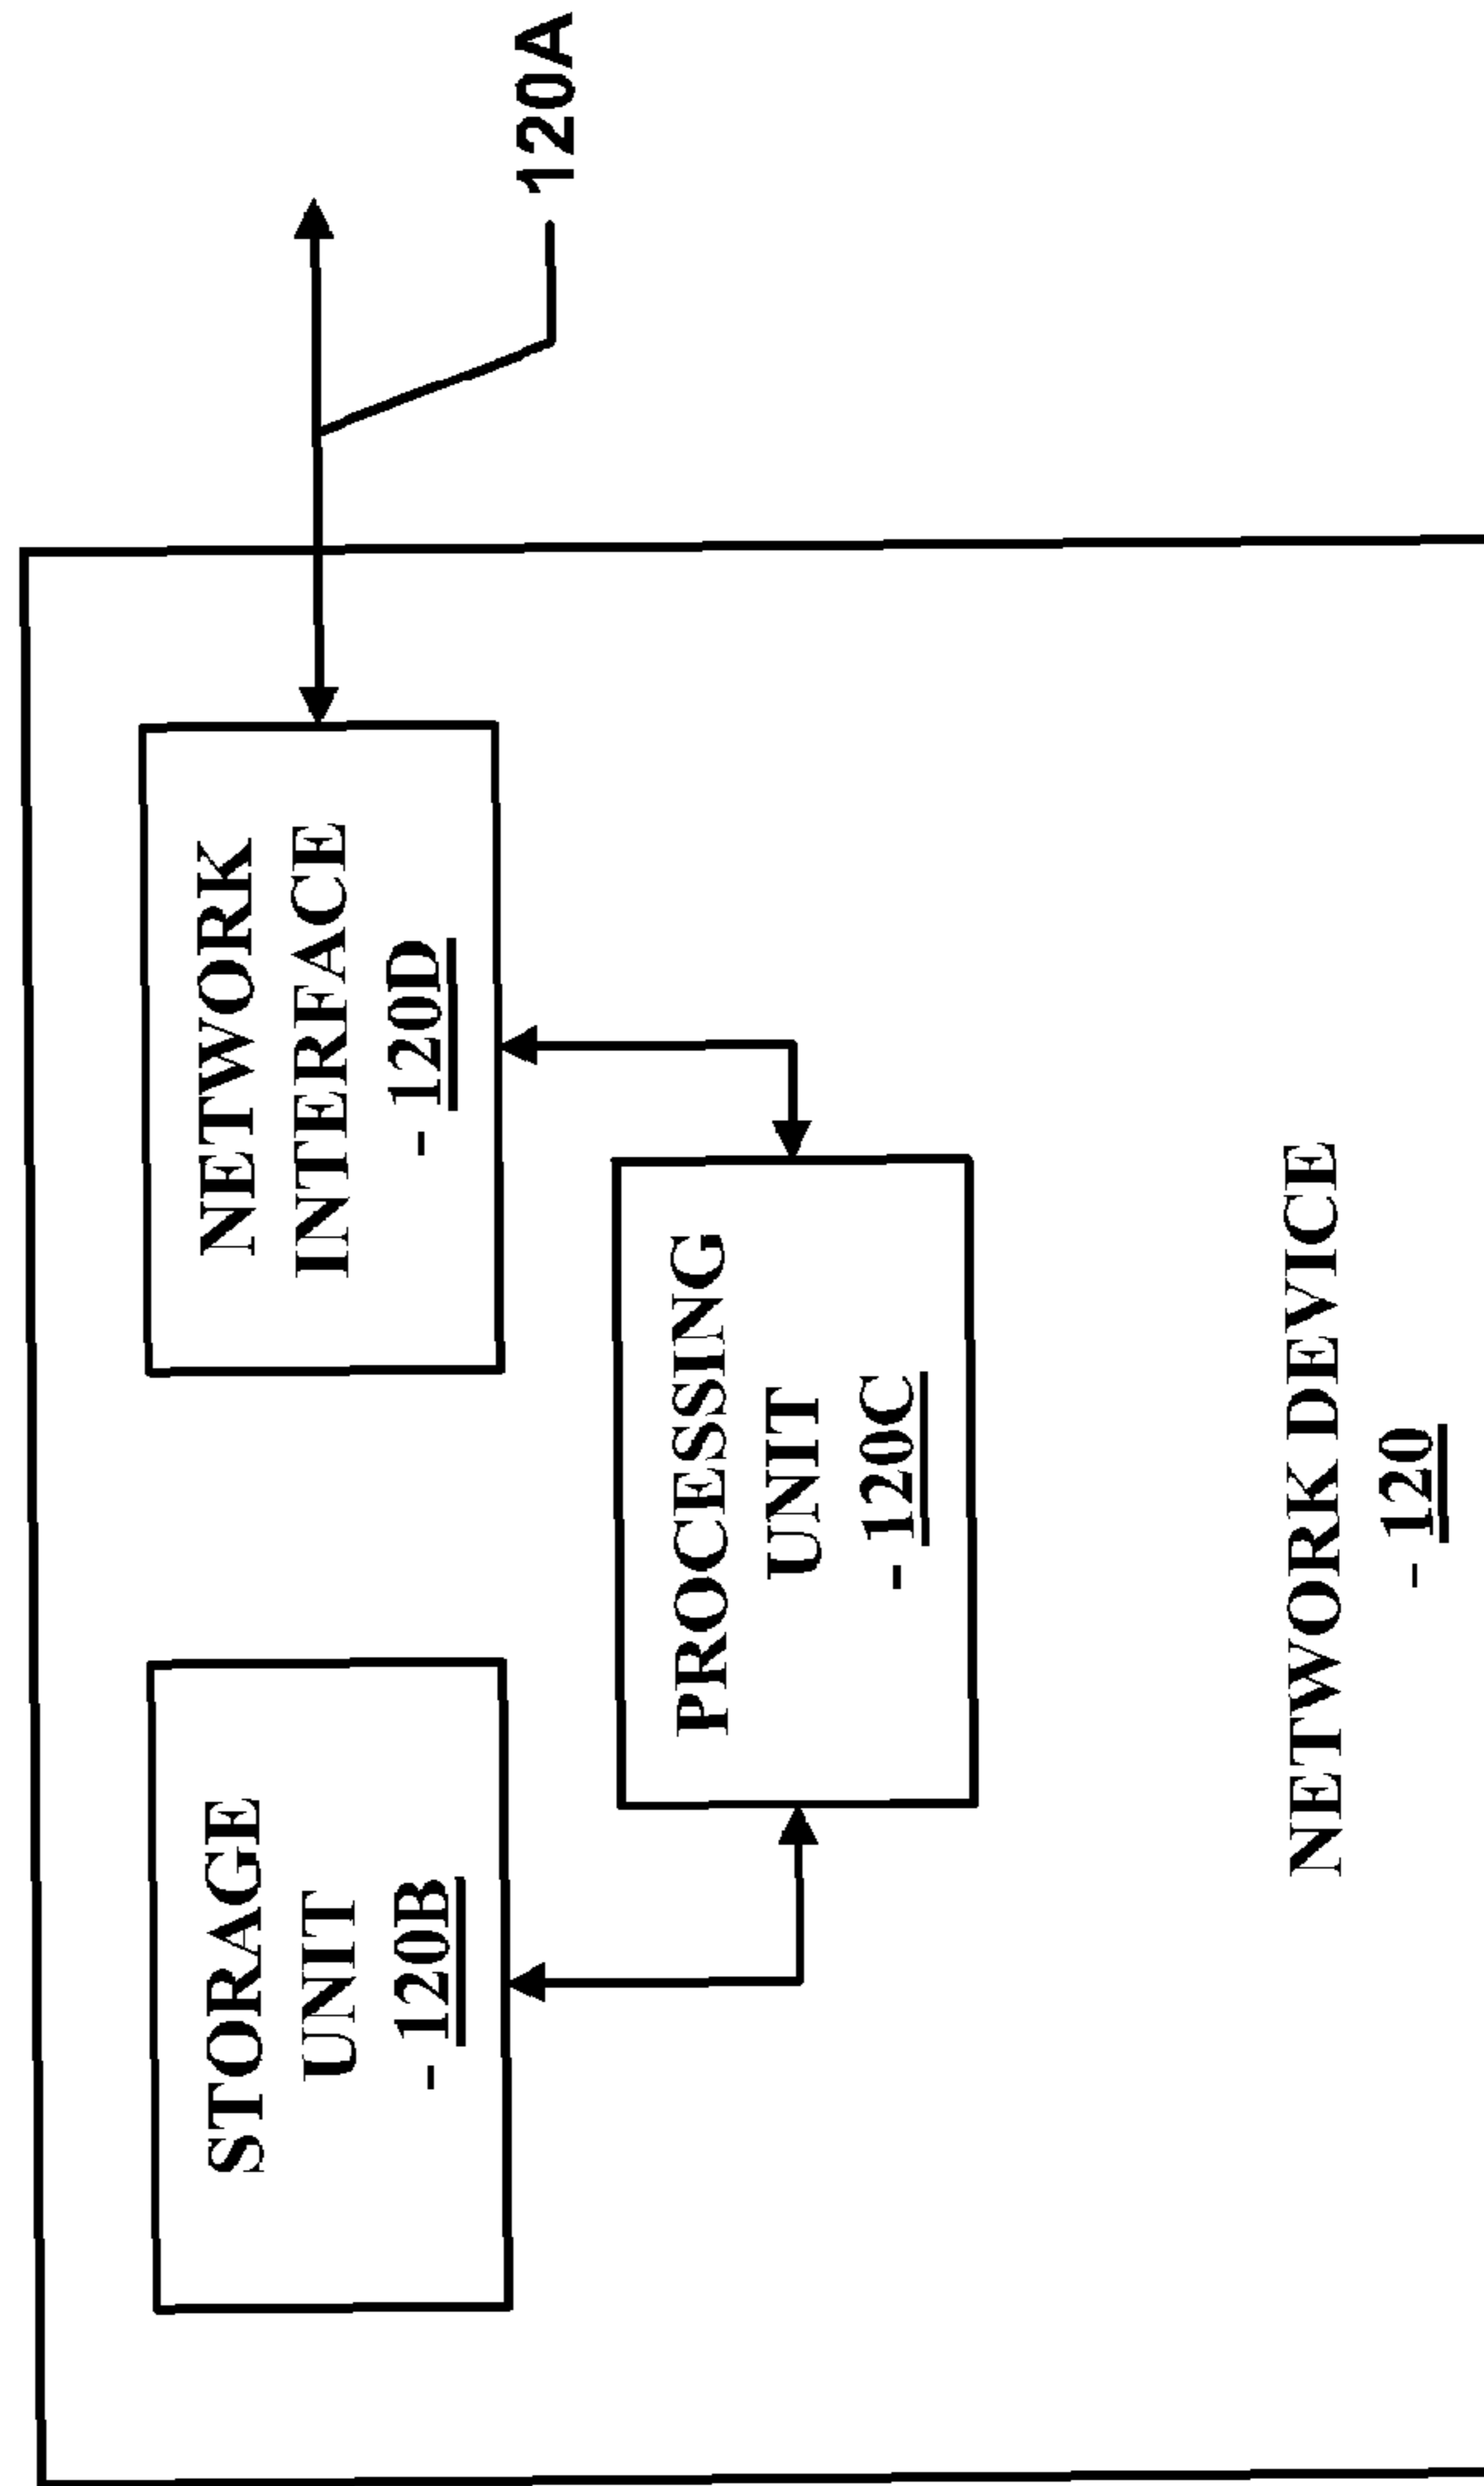 120A
STORAGE
UNIT
- 120B
NETWORK
INTERFACE
- 120D
PROCESSING
UNIT
- 120C
NETWORK DEVICE
- 120